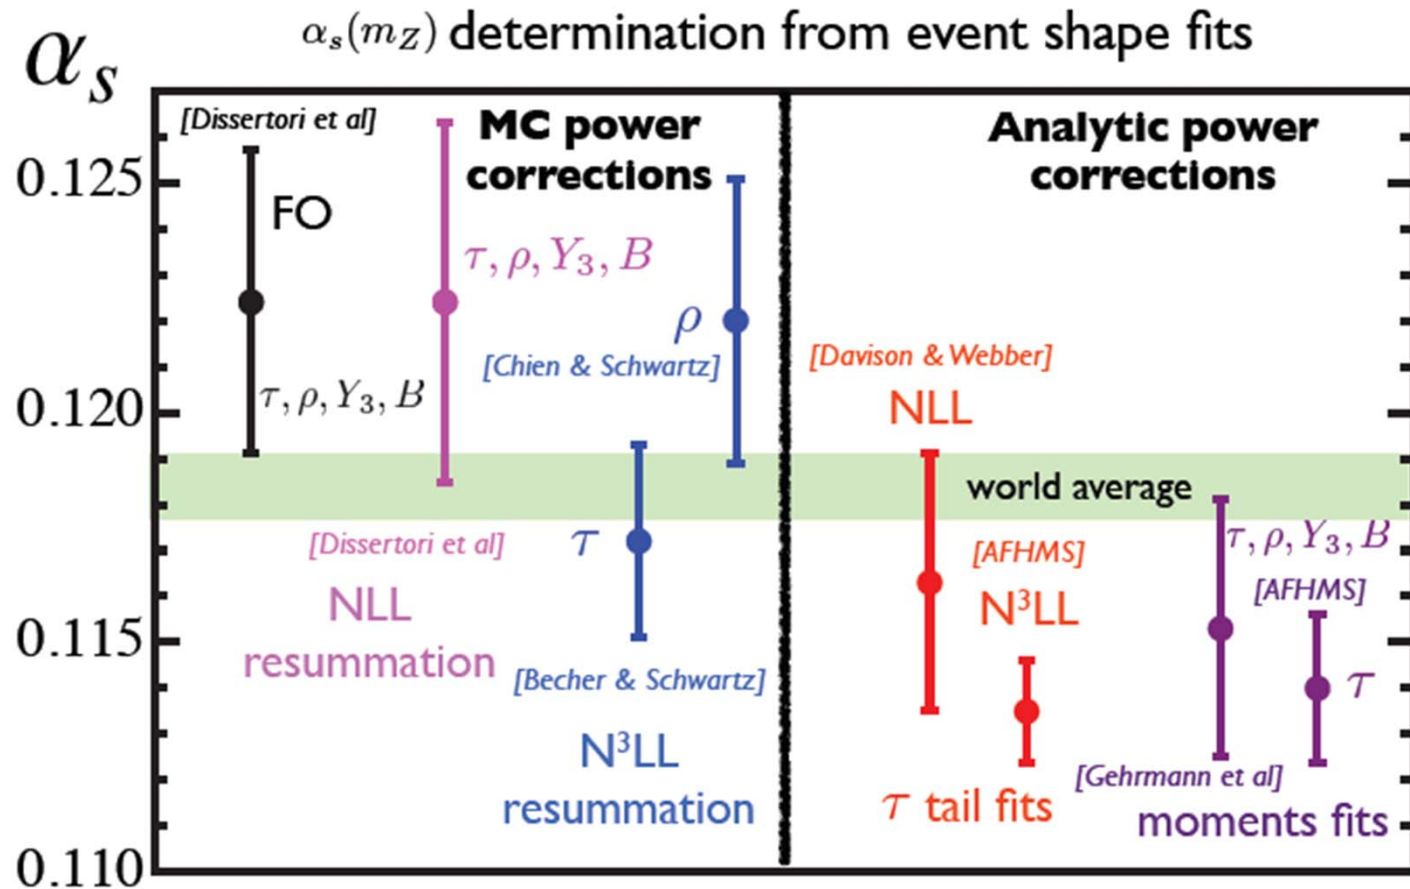 αₛ(m_Z) determination from event shape fits
αₛ
[Dissertori et al]
MC power
corrections
Analytic power
corrections
0.125
FO
τ, ρ, Y₃, B
ρ
[Chien & Schwartz]
[Davison & Webber]
NLL
τ, ρ, Y₃, B
0.120
world average
[Dissertori et al]
τ
[AFHMS]
τ, ρ, Y₃, B
NLL
resummation
N³LL
[AFHMS]
0.115
[Becher & Schwartz]
τ
N³LL
resummation
τ tail fits
[Gehrmann et al]
moments fits
0.110